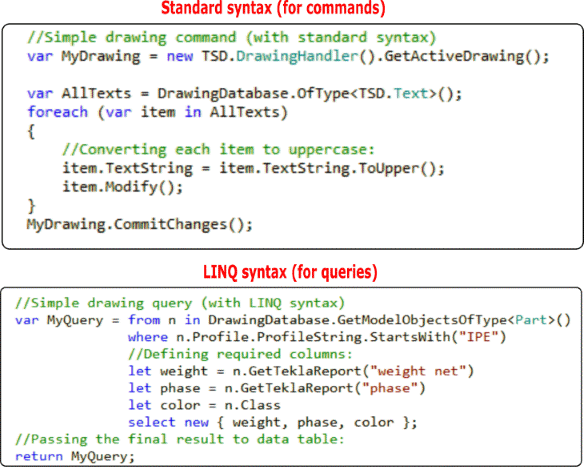 Standard syntax (for commands)
//Simple drawing command (with standard syntax)
var MyDrawing = new TSD.DrawingHandler().GetActiveDrawing();
var AllTexts = DrawingDatabase.OfType<TSD.Text>();
foreach (var item in AllTexts)
{
//Converting each item to uppercase:
item.TextString = item.TextString.ToUpper();
item.Modify();
}
MyDrawing.CommitChanges();
LINQ syntax (for queries)
//Simple drawing query (with LINQ syntax)
var MyQuery = from n in DrawingDatabase.GetModelObjectsOfType<Part>()
where n.Profile.ProfileString.StartsWith("IPE")
//Defining required columns:
let weight = n.GetTeklaReport("weight net")
let phase = n.GetTeklaReport("phase")
let color = n.Class
select new { weight, phase, color };
//Passing the final result to data table:
return MyQuery;